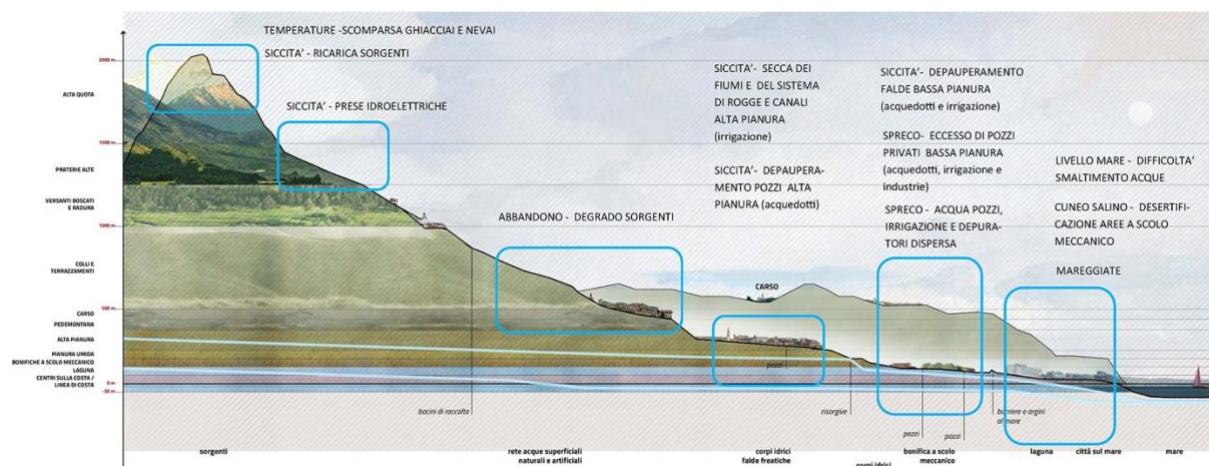 TEMPERATURE -SCOMPARSA GHIACCIAI E NEVAI
SICCITA' - RICARICA SORGENTI
SICCITA' - PRESE IDROELETTRICHE
ABBANDONO - DEGRADO SORGENTI
SICCITA'- SECCA DEI
FIUMI E DEL SISTEMA
DI ROGGE E CANALI
ALTA PIANURA
(irrigazione)
SICCITA'- DEPAUPERA-
MENTO POZZI ALTA
PIANURA (acquedotti)
SICCITA'- DEPAUPERAMENTO
FALDE BASSA PIANURA
(acquedotti e irrigazione)
SPRECO- ECCESSO DI POZZI
PRIVATI BASSA PIANURA
(acquedotti, irrigazione e
industrie)
SPRECO - ACQUA POZZI,
IRRIGAZIONE E DEPURA-
TORI DISPERSA
LIVELLO MARE - DIFFICOLTA'
SMALTIMENTO ACQUE
CUNEO SALINO - DESERTIFI-
CAZIONE AREE A SCOLO
MECCANICO
MAREGGIATE
2000 m
ALTA QUOTA
1500 m
PRATERIE ALTE
VERSANTI BOSCATI
E RADURA
1000 m
COLLI E
TERRAZZAMENTI
500 m
CARSO
PEDEMONTANA
ALTA PIANURA
PIANURA UMIDA
BONIFICHE A SCOLO MECCANICO
LAGUNA
CENTRI SULLA COSTA /
LINEA DI COSTA
0 m
-50 m
CARSO
pozzi
bacini di raccolta
risorgive
pozzi
pozzi
barriere e argini
al mare
sorgenti
rete acque superficiali
naturali e artificiali
corpi idrici
falde freatiche
corpi idrici
bonifica a scolo
meccanico
laguna
città sul mare
mare